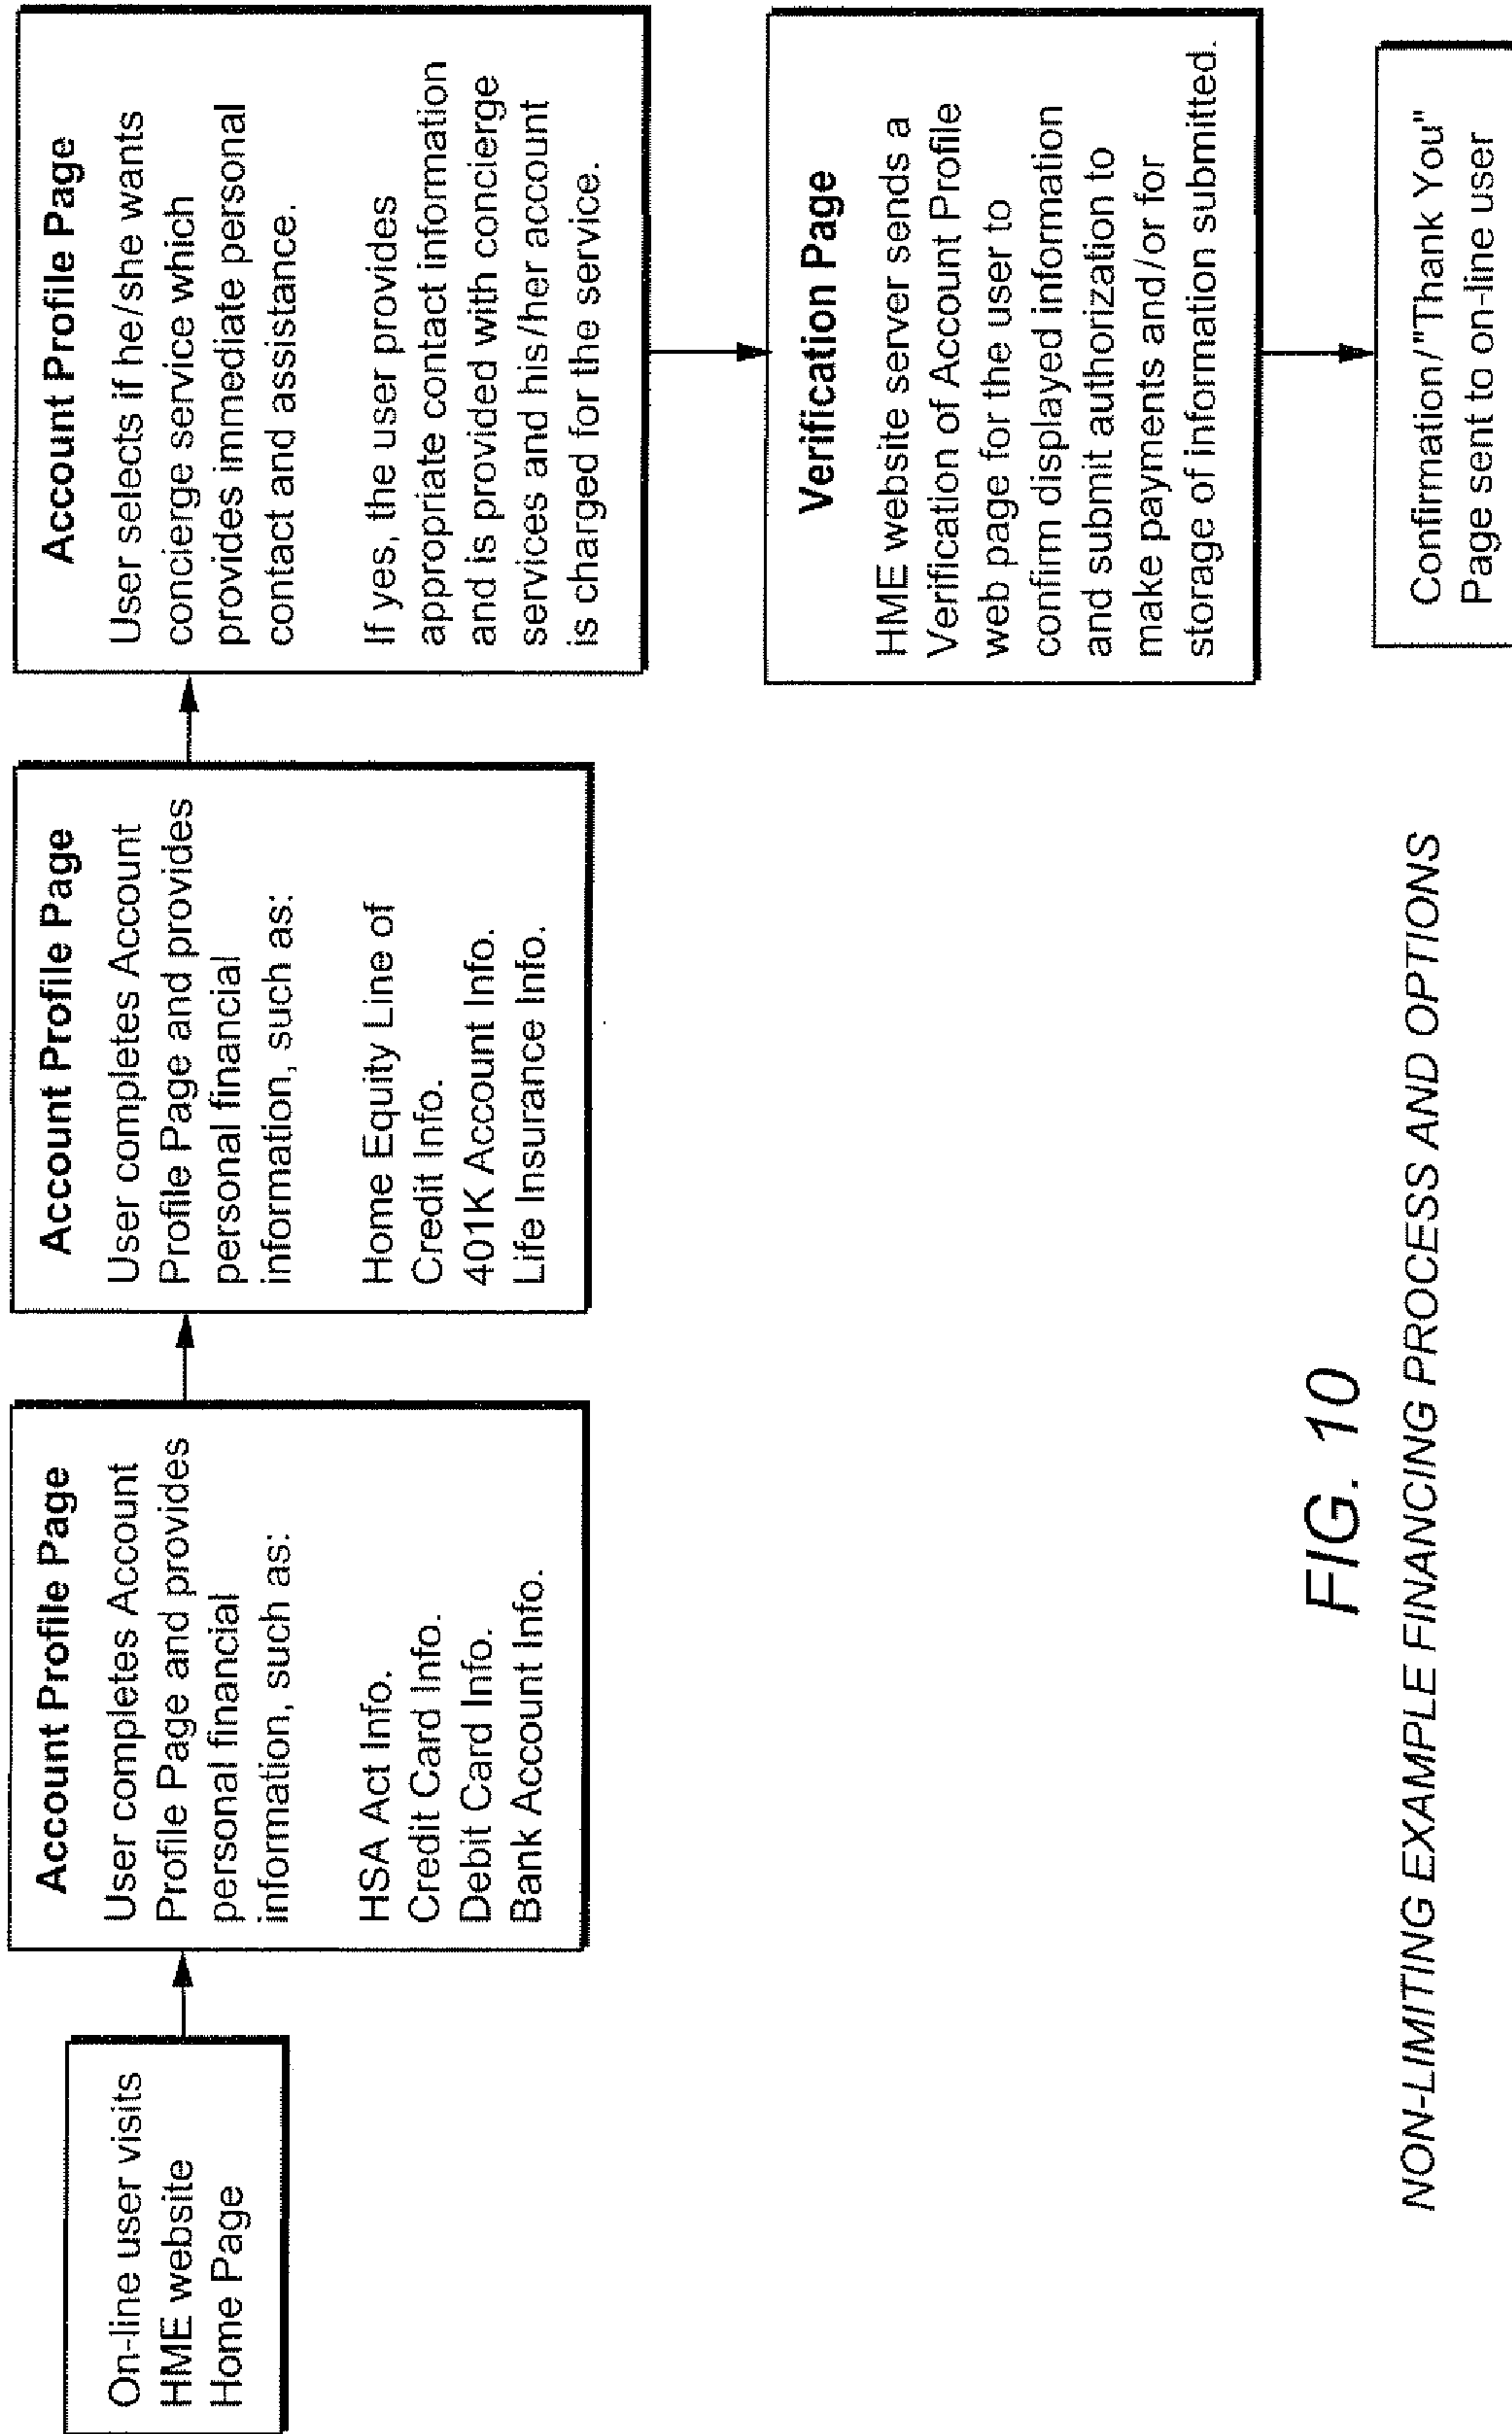 On-line user visits
HME website
Home Page
Account Profile Page
User completes Account
Profile Page and provides
personal financial
information, such as:
HSA Act Info.
Credit Card Info.
Debit Card Info.
Bank Account Info.
Account Profile Page
User completes Account
Profile Page and provides
personal financial
information, such as:
Home Equity Line of
Credit Info.
401K Account Info.
Life Insurance Info.
Account Profile Page
User selects if he/she wants
concierge service which
provides immediate personal
contact and assistance.
If yes, the user provides
appropriate contact information
and is provided with concierge
services and his/her account
is charged for the service.
Verification Page
HME website server sends a
Verification of Account Profile
web page for the user to
confirm displayed information
and submit authorization to
make payments and/or for
storage of information submitted.
Confirmation/"Thank You"
Page sent to on-line user
FIG. 10
NON-LIMITING EXAMPLE FINANCING PROCESS AND OPTIONS